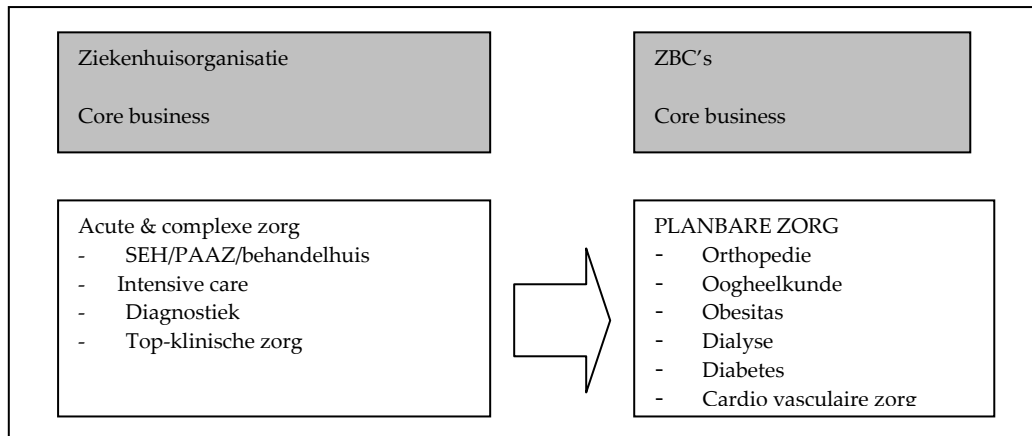 Ziekenhuisorganisatie
Core business
ZBC’s
Core business
Acute & complexe zorg
- SEH/PAAZ/behandelhuis
- Intensive care
- Diagnostiek
- Top-klinische zorg
PLANBARE ZORG
- Orthopedie
- Oogheelkunde
- Obesitas
- Dialyse
- Diabetes
- Cardio vasculaire zorg